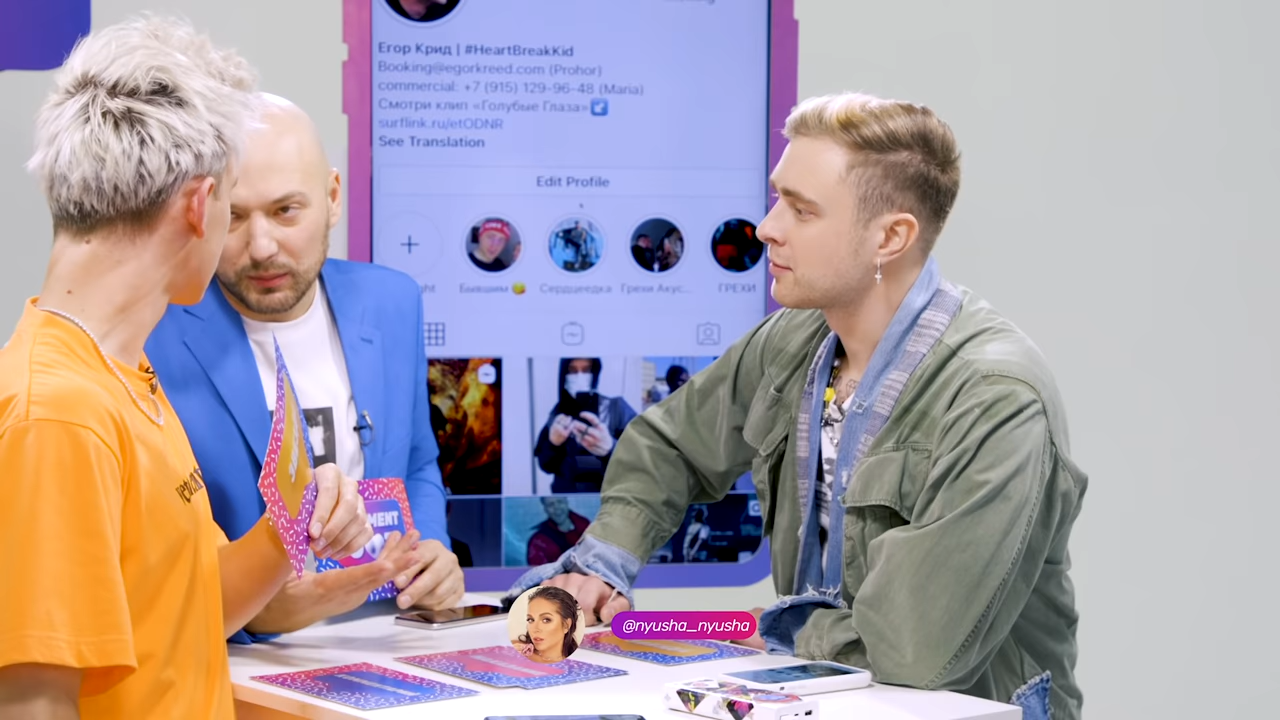 Егор Крид | #HeartBreakKid
Booking@egorkreed.com (Prohor)
commercial: +7 (915) 129-96-48 (Maria)
Смотри клип «Голубые Глаза»
surflink.ru/etODNR
See Translation
Edit Profile
Бывшим
Сердцеедка
Грехи Акус...
ГРЕХИ
@nyusha_nyusha